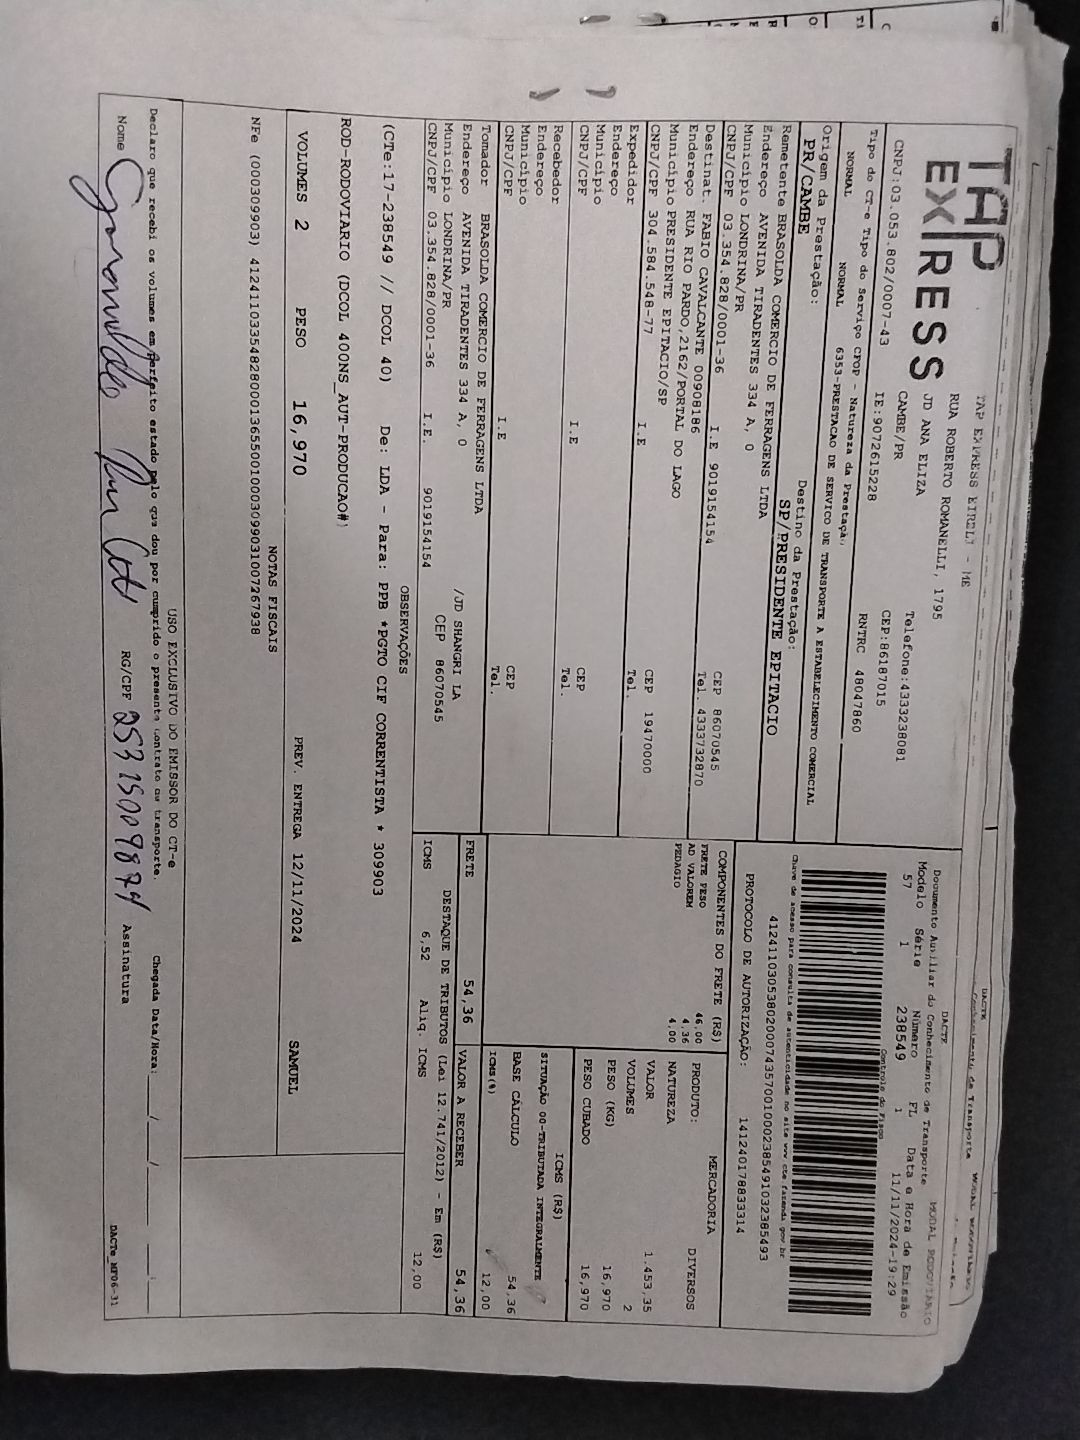 TAP
EXPRESS
TAP EXPRESS EIRELI - ME
RUA ROBERTO ROMANELLI, 1795
JD ANA ELIZA
CAMBE/PR
Telefone:4333238081
CEP:86187015
CNPJ:03.053.802/0007-43 IE:9072615228 RNTRC 48047860
Tipo do CT-e Tipo do Serviço CFOP - Natureza da Prestação
NORMAL NORMAL 6353-PRESTACAO DE SERVICO DE TRANSPORTE A ESTABELECIMENTO COMERCIAL
Origem da Prestação: Destino da Prestação:
PR/CAMBE SP/PRESIDENTE EPITACIO
DACTE MODAL RODOVIARIO
Documento Auxiliar do Conhecimento de Transporte
Modelo Série Número FL Data e Hora de Emissão
57 1 238549 1 11/11/2024-19:29
Controle do Fisco
Chave de acesso para consulta de autenticidade no site www.cte.fazenda.gov.br
41241103053802000743570010002385491032385493
PROTOCOLO DE AUTORIZAÇÃO: 141240178833314
Remetente BRASOLDA COMERCIO DE FERRAGENS LTDA
Endereço AVENIDA TIRADENTES 334 A, 0
Município LONDRINA/PR CEP 86070545
CNPJ/CPF 03.354.828/0001-36 I.E 9019154154 Tel. 4333732870
Destinat. FABIO CAVALCANTE 00908186
Endereço RUA RIO PARDO,2162/PORTAL DO LAGO
Município PRESIDENTE EPITACIO/SP CEP 19470000
CNPJ/CPF 304.584.548-77 I.E Tel.
Expedidor
Endereço
Município CEP
CNPJ/CPF I.E Tel.
Recebedor
Endereço
Município CEP
CNPJ/CPF I.E Tel.
Tomador BRASOLDA COMERCIO DE FERRAGENS LTDA
Endereço AVENIDA TIRADENTES 334 A, 0 /JD SHANGRI LA
Município LONDRINA/PR CEP 86070545
CNPJ/CPF 03.354.828/0001-36 I.E. 9019154154
COMPONENTES DO FRETE (R$)
FRETE PESO 46,00
AD VALOREM 4,36
PEDAGIO 4,00
MERCADORIA
PRODUTO: DIVERSOS
NATUREZA
VALOR 1.453,35
VOLUMES 2
PESO (KG) 16,970
PESO CUBADO 16,970
ICMS (R$)
SITUAÇÃO 00-TRIBUTADA INTEGRALMENTE
BASE CÁLCULO 54,36
ICMS(%) 12,00
FRETE 54,36 VALOR A RECEBER 54,36
DESTAQUE DE TRIBUTOS (Lei 12.741/2012) - Em (R$)
ICMS 6,52 Aliq. ICMS 12,00
OBSERVAÇÕES
(CTe:17-238549 // DCOL 40) De: LDA - Para: PPB *PGTO CIF CORRENTISTA * 309903
ROD-RODOVIARIO (DCOL 400NS_AUT-PRODUCAO#)
VOLUMES 2 PESO 16,970 PREV. ENTREGA 12/11/2024 SAMUEL
NOTAS FISCAIS
NFe (000309903) 41241103354828000136550010003099031007267938
USO EXCLUSIVO DO EMISSOR DO CT-e
Declaro que recebi os volumes em perfeito estado pelo que dou por cumprido o presente contrato de transporte. Chegada Data/Hora: / / :
Nome RG/CPF Assinatura
DACTe_MF06-31